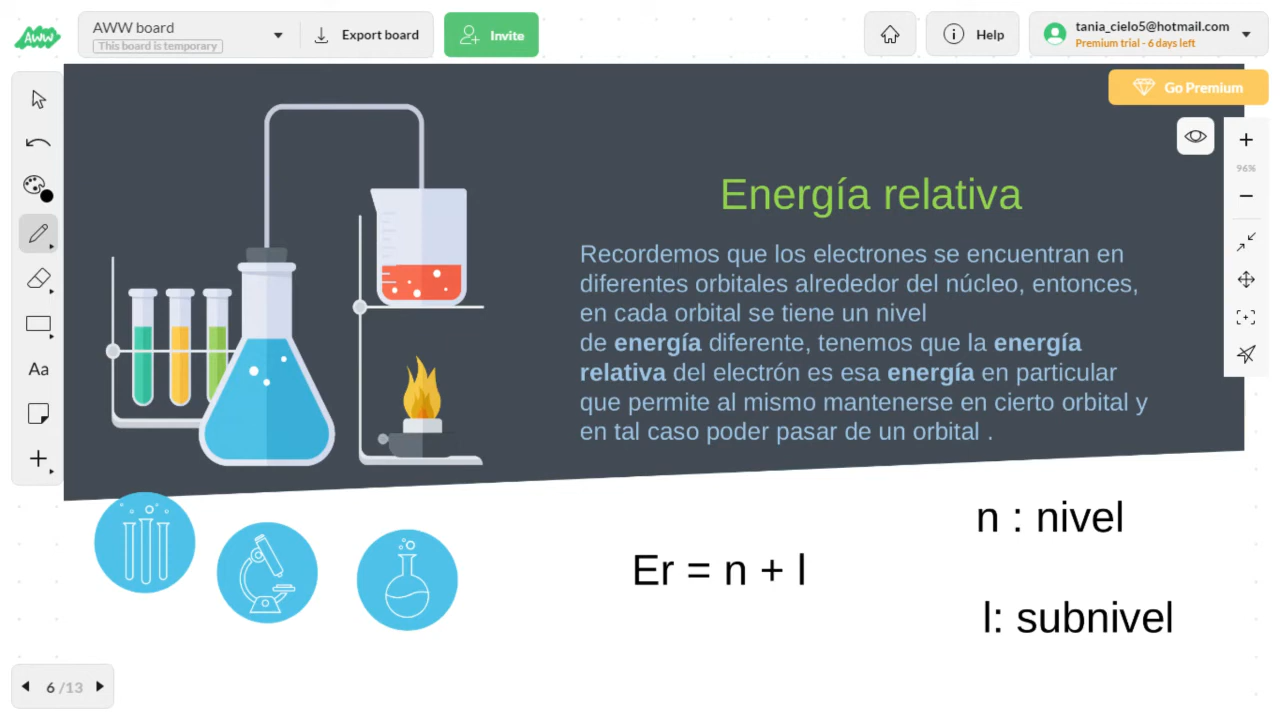 AWW
AWW board
This board is temporary
Export board
Invite
Help
tania_cielo5@hotmail.com
Premium trial - 6 days left
Go Premium
96%
Aa
Energía relativa
Recordemos que los electrones se encuentran en
diferentes orbitales alrededor del núcleo, entonces,
en cada orbital se tiene un nivel
de energía diferente, tenemos que la energía
relativa del electrón es esa energía en particular
que permite al mismo mantenerse en cierto orbital y
en tal caso poder pasar de un orbital .
n : nivel
Er = n + l
l: subnivel
6 /13